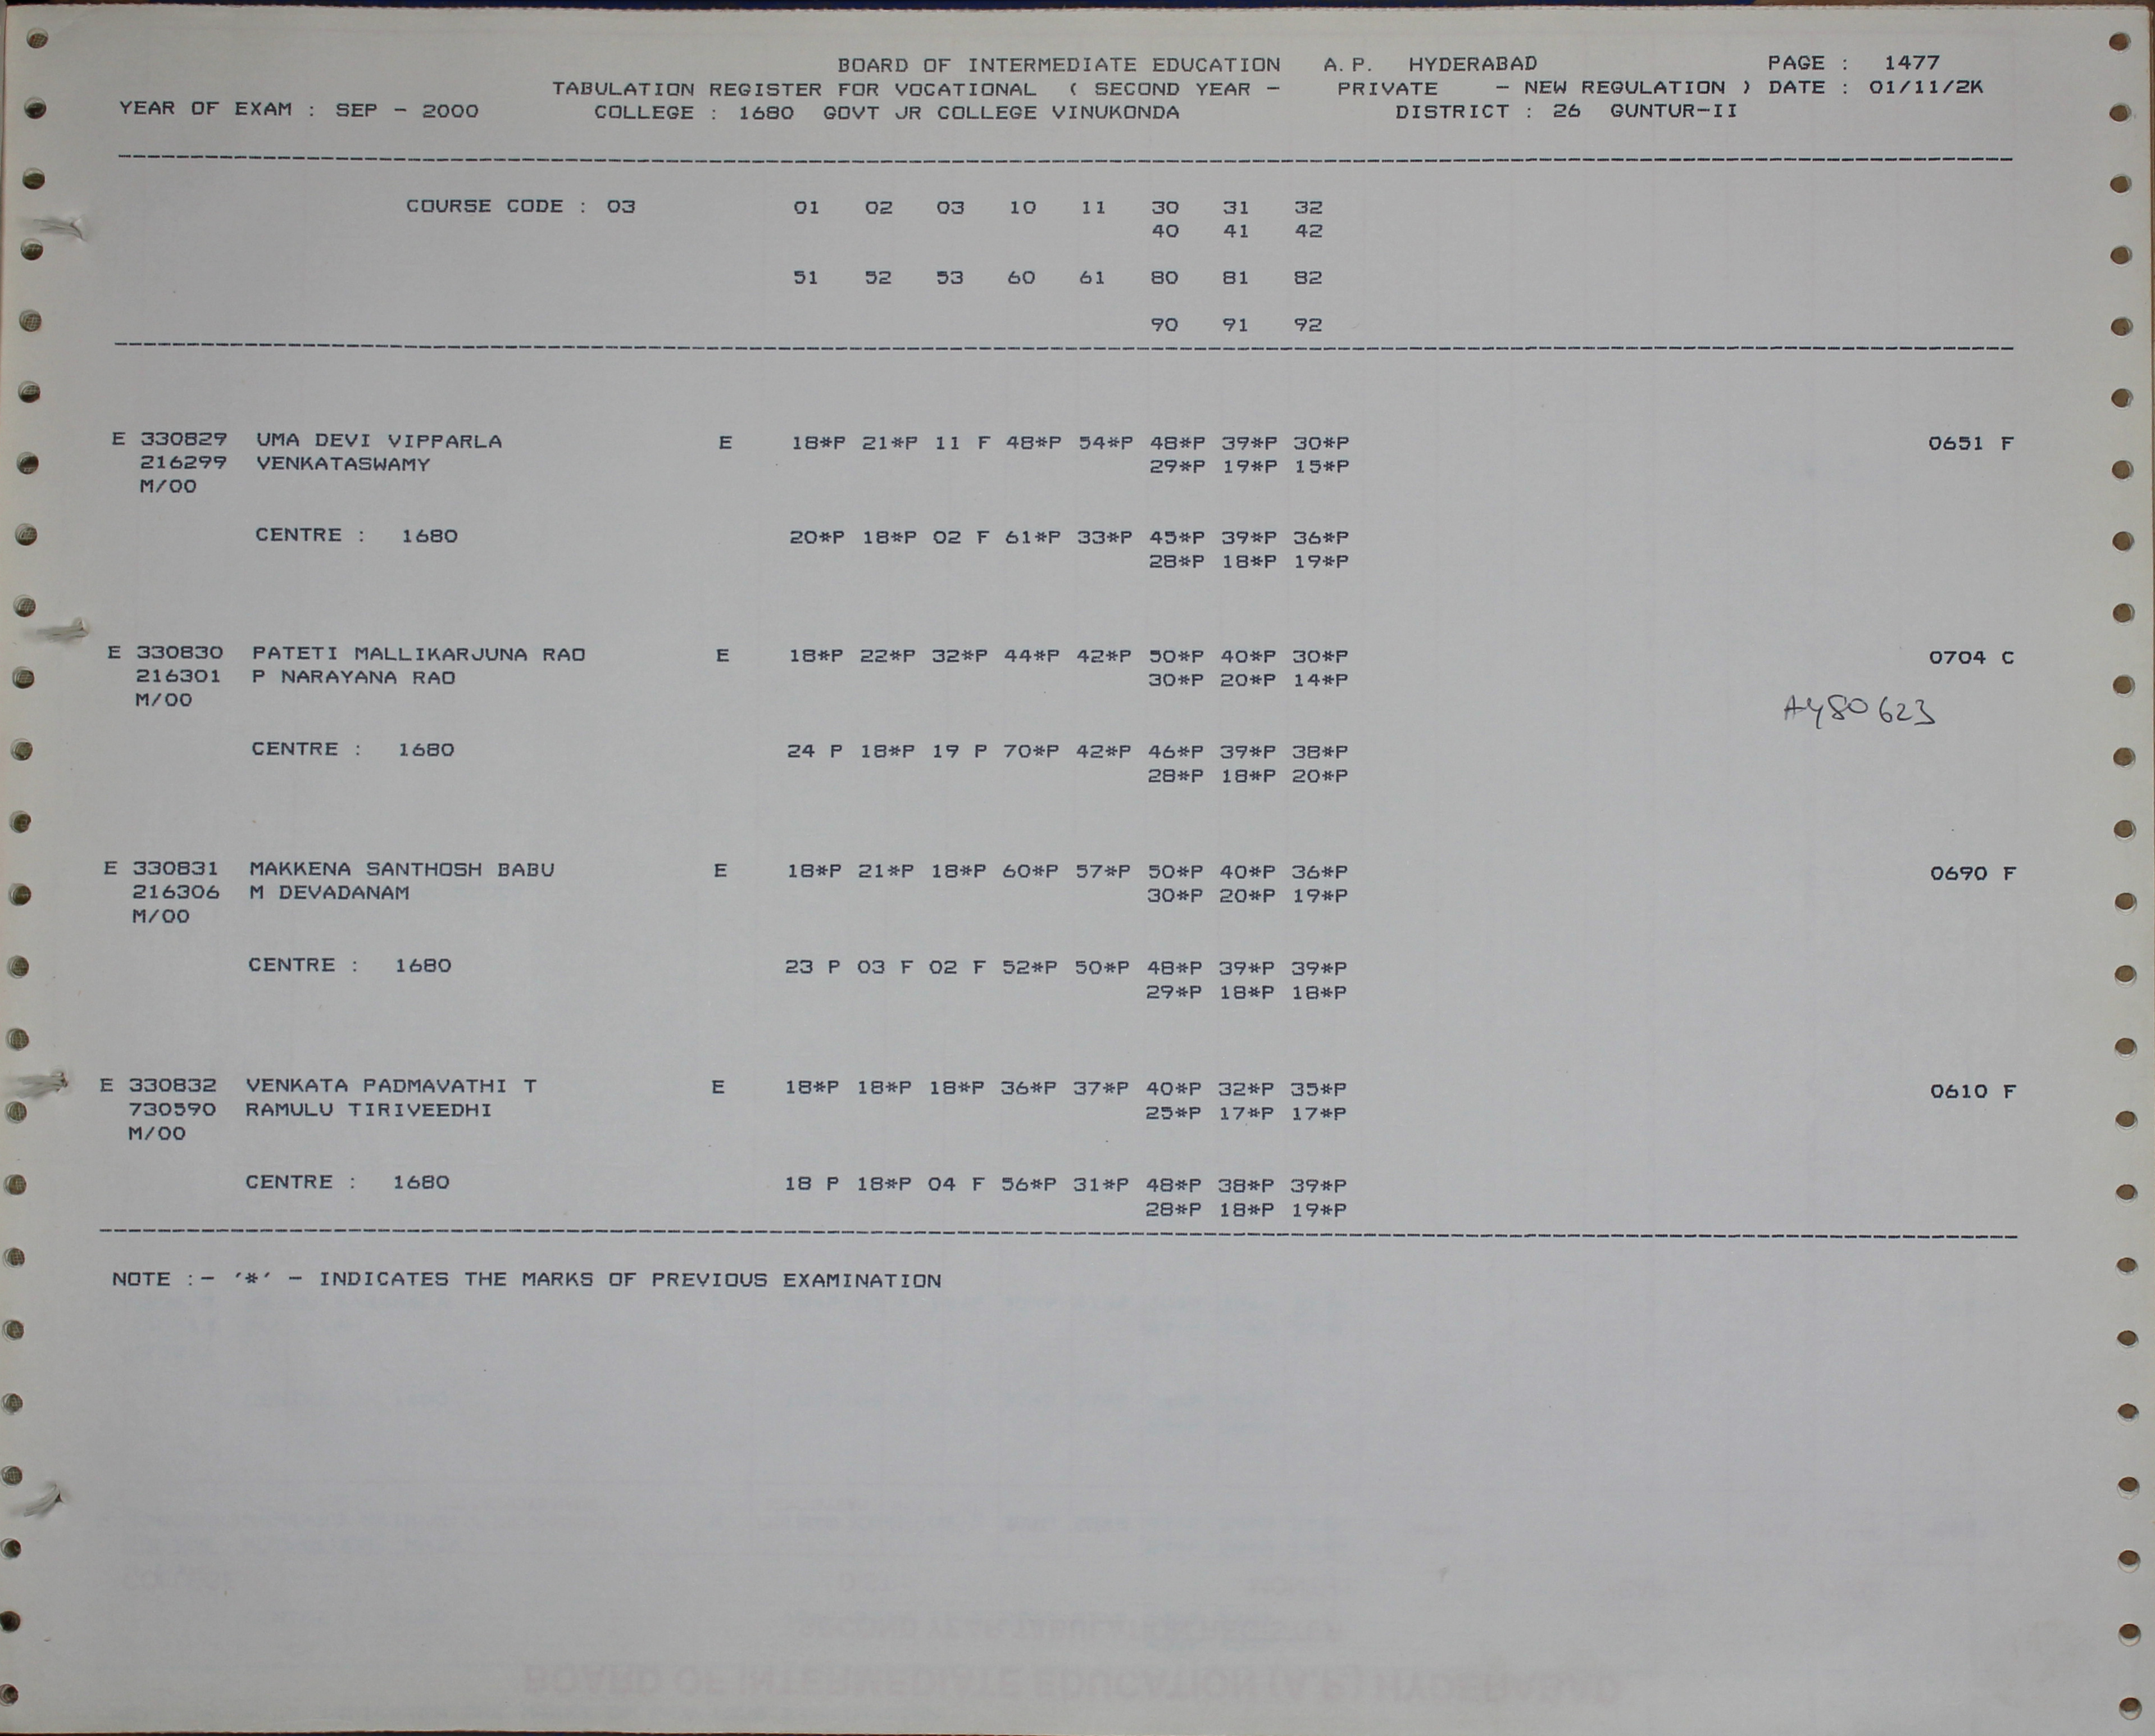 BOARD OF INTERMEDIATE EDUCATION A.P. HYDERABAD PAGE : 1477
TABULATION REGISTER FOR VOCATIONAL ( SECOND YEAR - PRIVATE - NEW REGULATION ) DATE : 01/11/2K
YEAR OF EXAM : SEP - 2000 COLLEGE : 1680 GOVT JR COLLEGE VINUKONDA DISTRICT : 26 GUNTUR-II
COURSE CODE : 03 01 02 03 10 11 30 31 32
40 41 42
51 52 53 60 61 80 81 82
90 91 92
E 330829 UMA DEVI VIPPARLA E 18*P 21*P 11 F 48*P 54*P 48*P 39*P 30*P 0651 F
216299 VENKATASWAMY 29*P 19*P 15*P
M/00
CENTRE : 1680 20*P 18*P 02 F 61*P 33*P 45*P 39*P 36*P
28*P 18*P 19*P
E 330830 PATETI MALLIKARJUNA RAO E 18*P 22*P 32*P 44*P 42*P 50*P 40*P 30*P 0704 C
216301 P NARAYANA RAO 30*P 20*P 14*P
M/00 A480623
CENTRE : 1680 24 P 18*P 19 P 70*P 42*P 46*P 39*P 38*P
28*P 18*P 20*P
E 330831 MAKKENA SANTHOSH BABU E 18*P 21*P 18*P 60*P 57*P 50*P 40*P 36*P 0690 F
216306 M DEVADANAM 30*P 20*P 19*P
M/00
CENTRE : 1680 23 P 03 F 02 F 52*P 50*P 48*P 39*P 39*P
29*P 18*P 18*P
E 330832 VENKATA PADMAVATHI T E 18*P 18*P 18*P 36*P 37*P 40*P 32*P 35*P 0610 F
730590 RAMULU TIRIVEEDHI 25*P 17*P 17*P
M/00
CENTRE : 1680 18 P 18*P 04 F 56*P 31*P 48*P 38*P 39*P
28*P 18*P 19*P
NOTE :- '*' - INDICATES THE MARKS OF PREVIOUS EXAMINATION
SECOND YEAR TABULATION REGISTER
BOARD OF INTERMEDIATE EDUCATION (A.P.) HYDERABAD